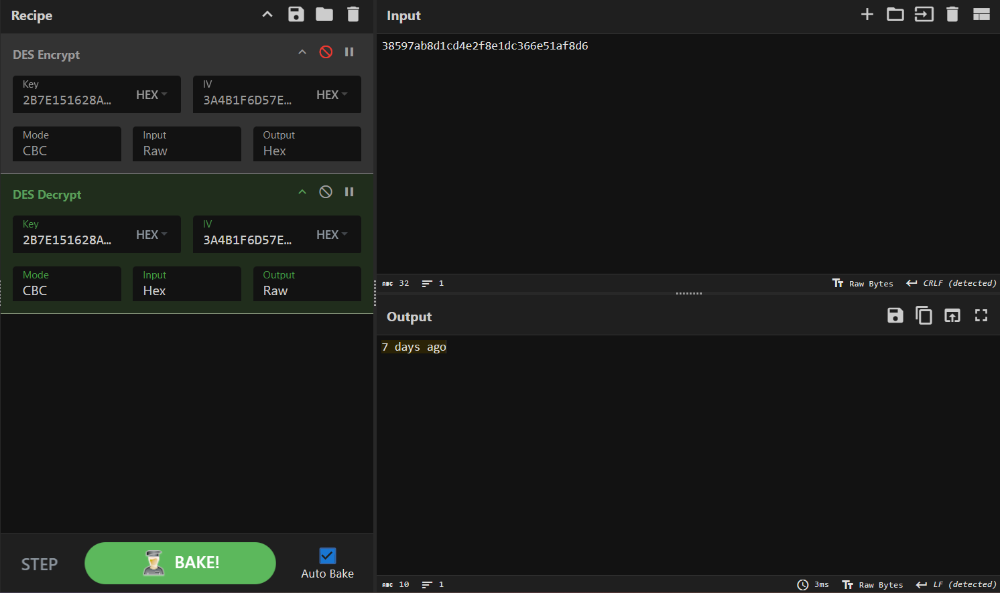 Recipe
DES Encrypt
Key
2B7E151628A...
HEX
IV
3A4B1F6D57E...
HEX
Mode
CBC
Input
Raw
Output
Hex
DES Decrypt
Key
2B7E151628A...
HEX
IV
3A4B1F6D57E...
HEX
Mode
CBC
Input
Hex
Output
Raw
STEP
BAKE!
Auto Bake
Input
38597ab8d1cd4e2f8e1dc366e51af8d6
ABC 32 1
Tт Raw Bytes CRLF (detected)
Output
7 days ago
ABC 10 1
3ms Tт Raw Bytes LF (detected)